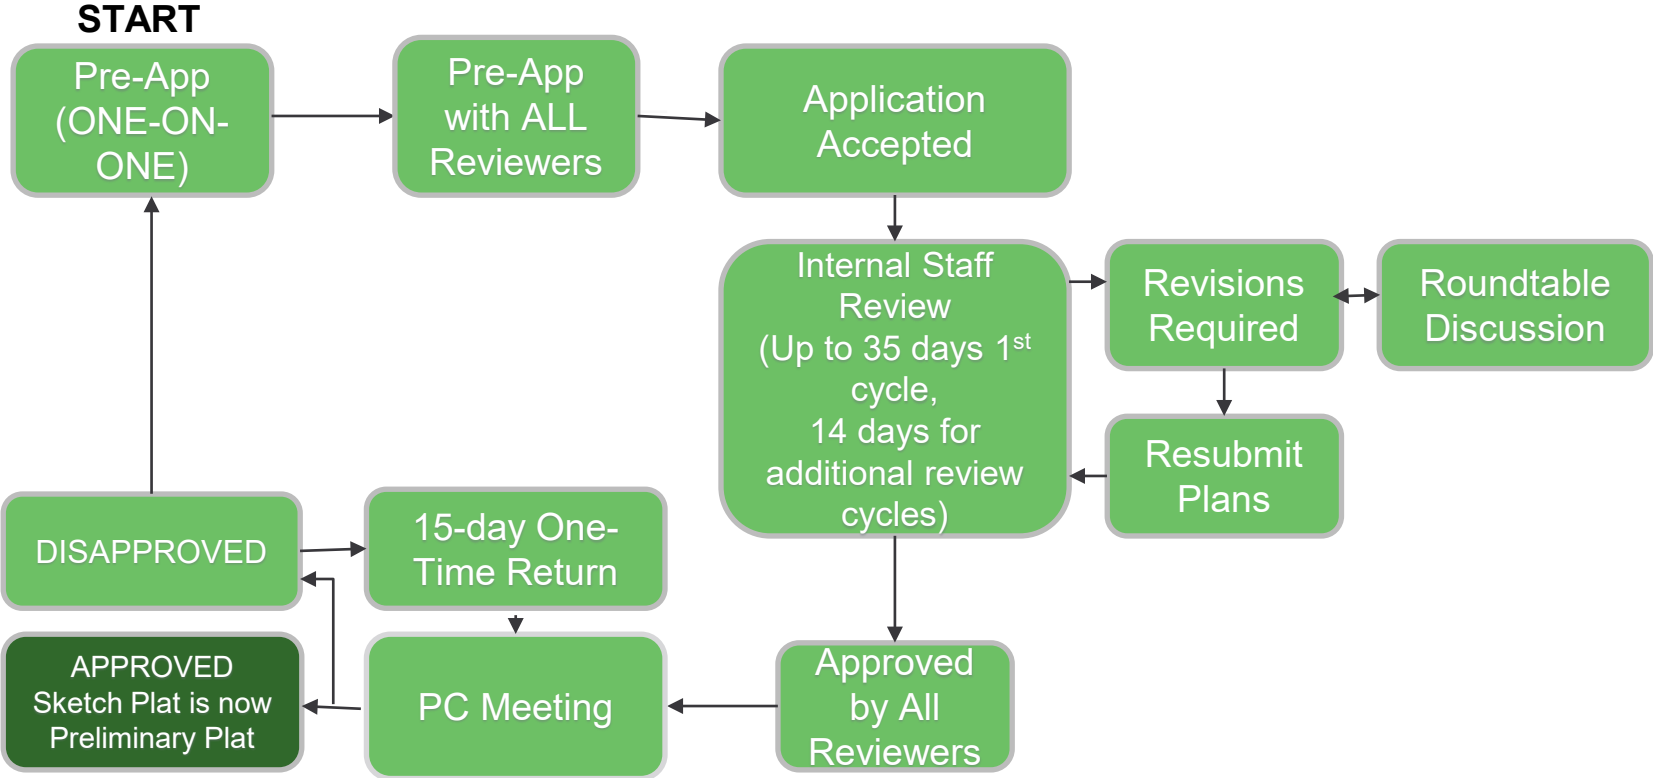 START
Pre-App
(ONE-ON-
ONE)
Pre-App
with ALL
Reviewers
Application
Accepted
Internal Staff
Review
(Up to 35 days 1st
cycle,
14 days for
additional review
cycles)
Revisions
Required
Roundtable
Discussion
Resubmit
Plans
DISAPPROVED
15-day One-
Time Return
APPROVED
Sketch Plat is now
Preliminary Plat
PC Meeting
Approved
by All
Reviewers